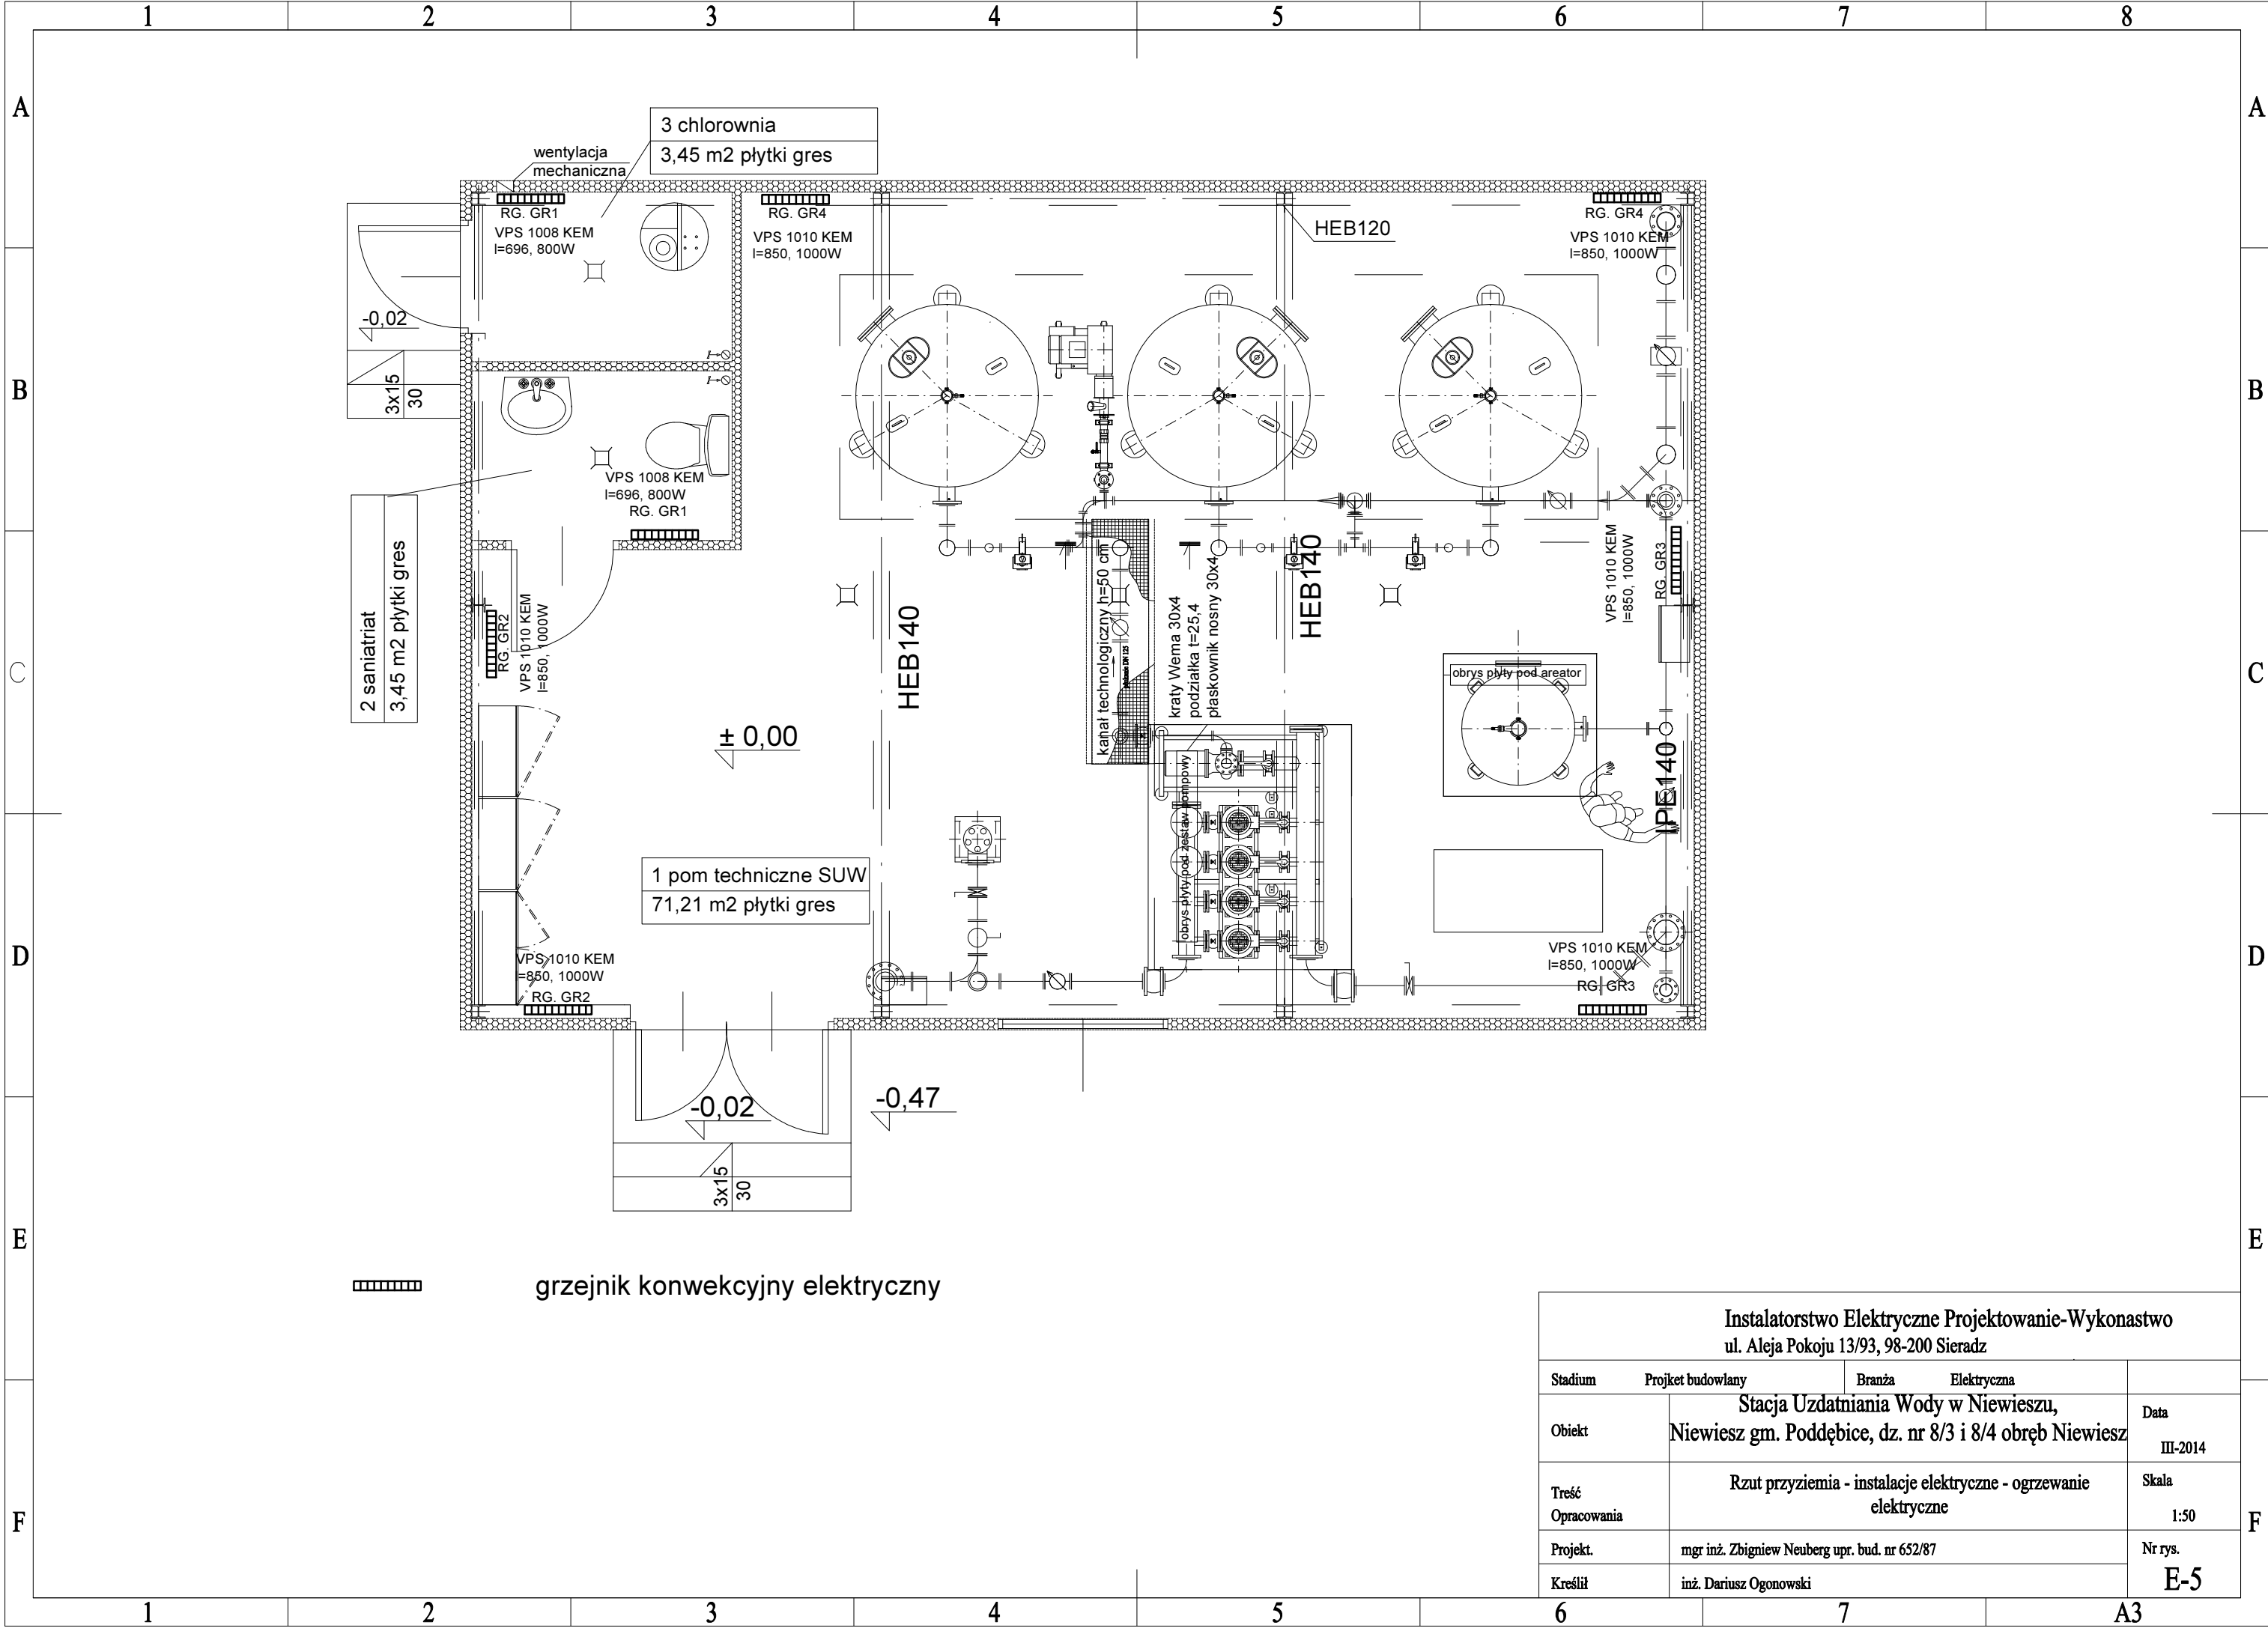 1 2 3 4 5 6 7 8
A A
B B
C C
D D
E E
F F
3 chlorownia
3,45 m2 płytki gres
wentylacja
mechaniczna
RG. GR1
VPS 1008 KEM
l=696, 800W
RG. GR4
VPS 1010 KEM
l=850, 1000W
HEB120
RG. GR4
VPS 1010 KEM
l=850, 1000W
-0,02
3x15
30
VPS 1008 KEM
l=696, 800W
RG. GR1
2 saniatriat
3,45 m2 płytki gres
RG. GR2
VPS 1010 KEM
l=850, 1000W
HEB140
kanał technologiczny h=50 cm
kraty Wema 30x4
podziałka t=25,4
płaskownik nosny 30x4
HEB140
VPS 1010 KEM
l=850, 1000W
RG. GR3
obrys płyty pod areator
± 0,00
IPE140
obrys płyty pod zestaw pompowy
1 pom techniczne SUW
71,21 m2 płytki gres
VPS 1010 KEM
l=850, 1000W
RG. GR2
VPS 1010 KEM
l=850, 1000W
RG. GR3
-0,02
-0,47
3x15
30
grzejnik konwekcyjny elektryczny
Instalatorstwo Elektryczne Projektowanie-Wykonastwo
ul. Aleja Pokoju 13/93, 98-200 Sieradz
Stadium Projket budowlany Branża Elektryczna
Obiekt
Stacja Uzdatniania Wody w Niewieszu,
Niewiesz gm. Poddębice, dz. nr 8/3 i 8/4 obręb Niewiesz
Data
III-2014
Treść
Opracowania
Rzut przyziemia - instalacje elektryczne - ogrzewanie
elektryczne
Skala
1:50
Projekt. mgr inż. Zbigniew Neuberg upr. bud. nr 652/87
Nr rys.
E-5
Kreślił inż. Dariusz Ogonowski
1 2 3 4 5 6 7 A3